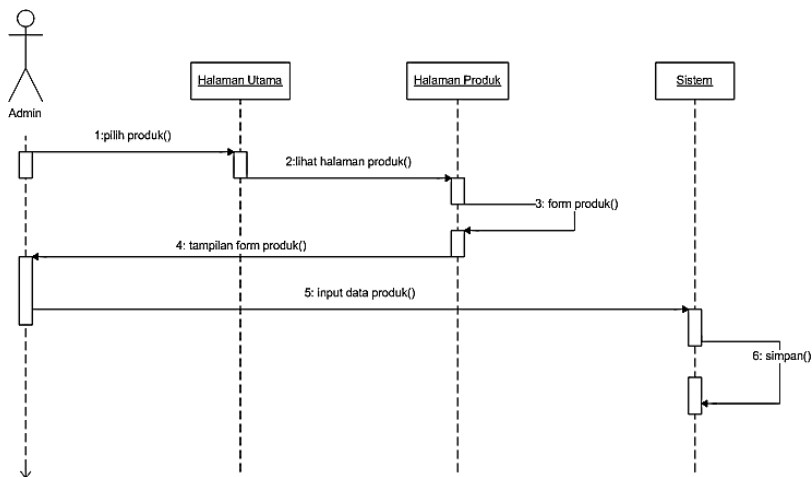 Halaman Utama
Halaman Produk
Sistem
Admin
1:pilih produk()
2:lihat halaman produk()
3: form produk()
4: tampilan form produk()
5: input data produk()
6: simpan()